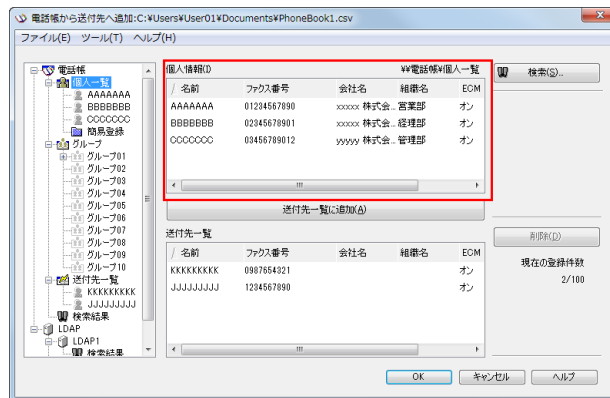 電話帳から送付先へ追加:C:¥Users¥User01¥Documents¥PhoneBook1.csv
ファイル(F) ツール(T) ヘルプ(H)
電話帳
個人一覧
AAAAAAA
BBBBBBB
CCCCCCC
簡易登録
グループ
グループ01
グループ02
グループ03
グループ04
グループ05
グループ06
グループ07
グループ08
グループ09
グループ10
送付先一覧
KKKKKKKKK
JJJJJJJJJ
検索結果
LDAP
LDAP1
検索結果
個人情報(I) ¥¥電話帳¥個人一覧
/ 名前 ファクス番号 会社名 組織名 ECM
AAAAAAA 01234567890 xxxxx 株式会... 営業部 オン
BBBBBBB 02345678901 xxxxx 株式会... 経理部 オン
CCCCCCC 03456789012 yyyyy 株式会... 管理部 オン
送付先一覧に追加(A)
送付先一覧
/ 名前 ファクス番号 会社名 組織名 ECM
KKKKKKKKK 0987654321 オン
JJJJJJJJJ 1234567890 オン
検索(S)...
削除(D)
現在の登録件数
2/100
OK キャンセル ヘルプ